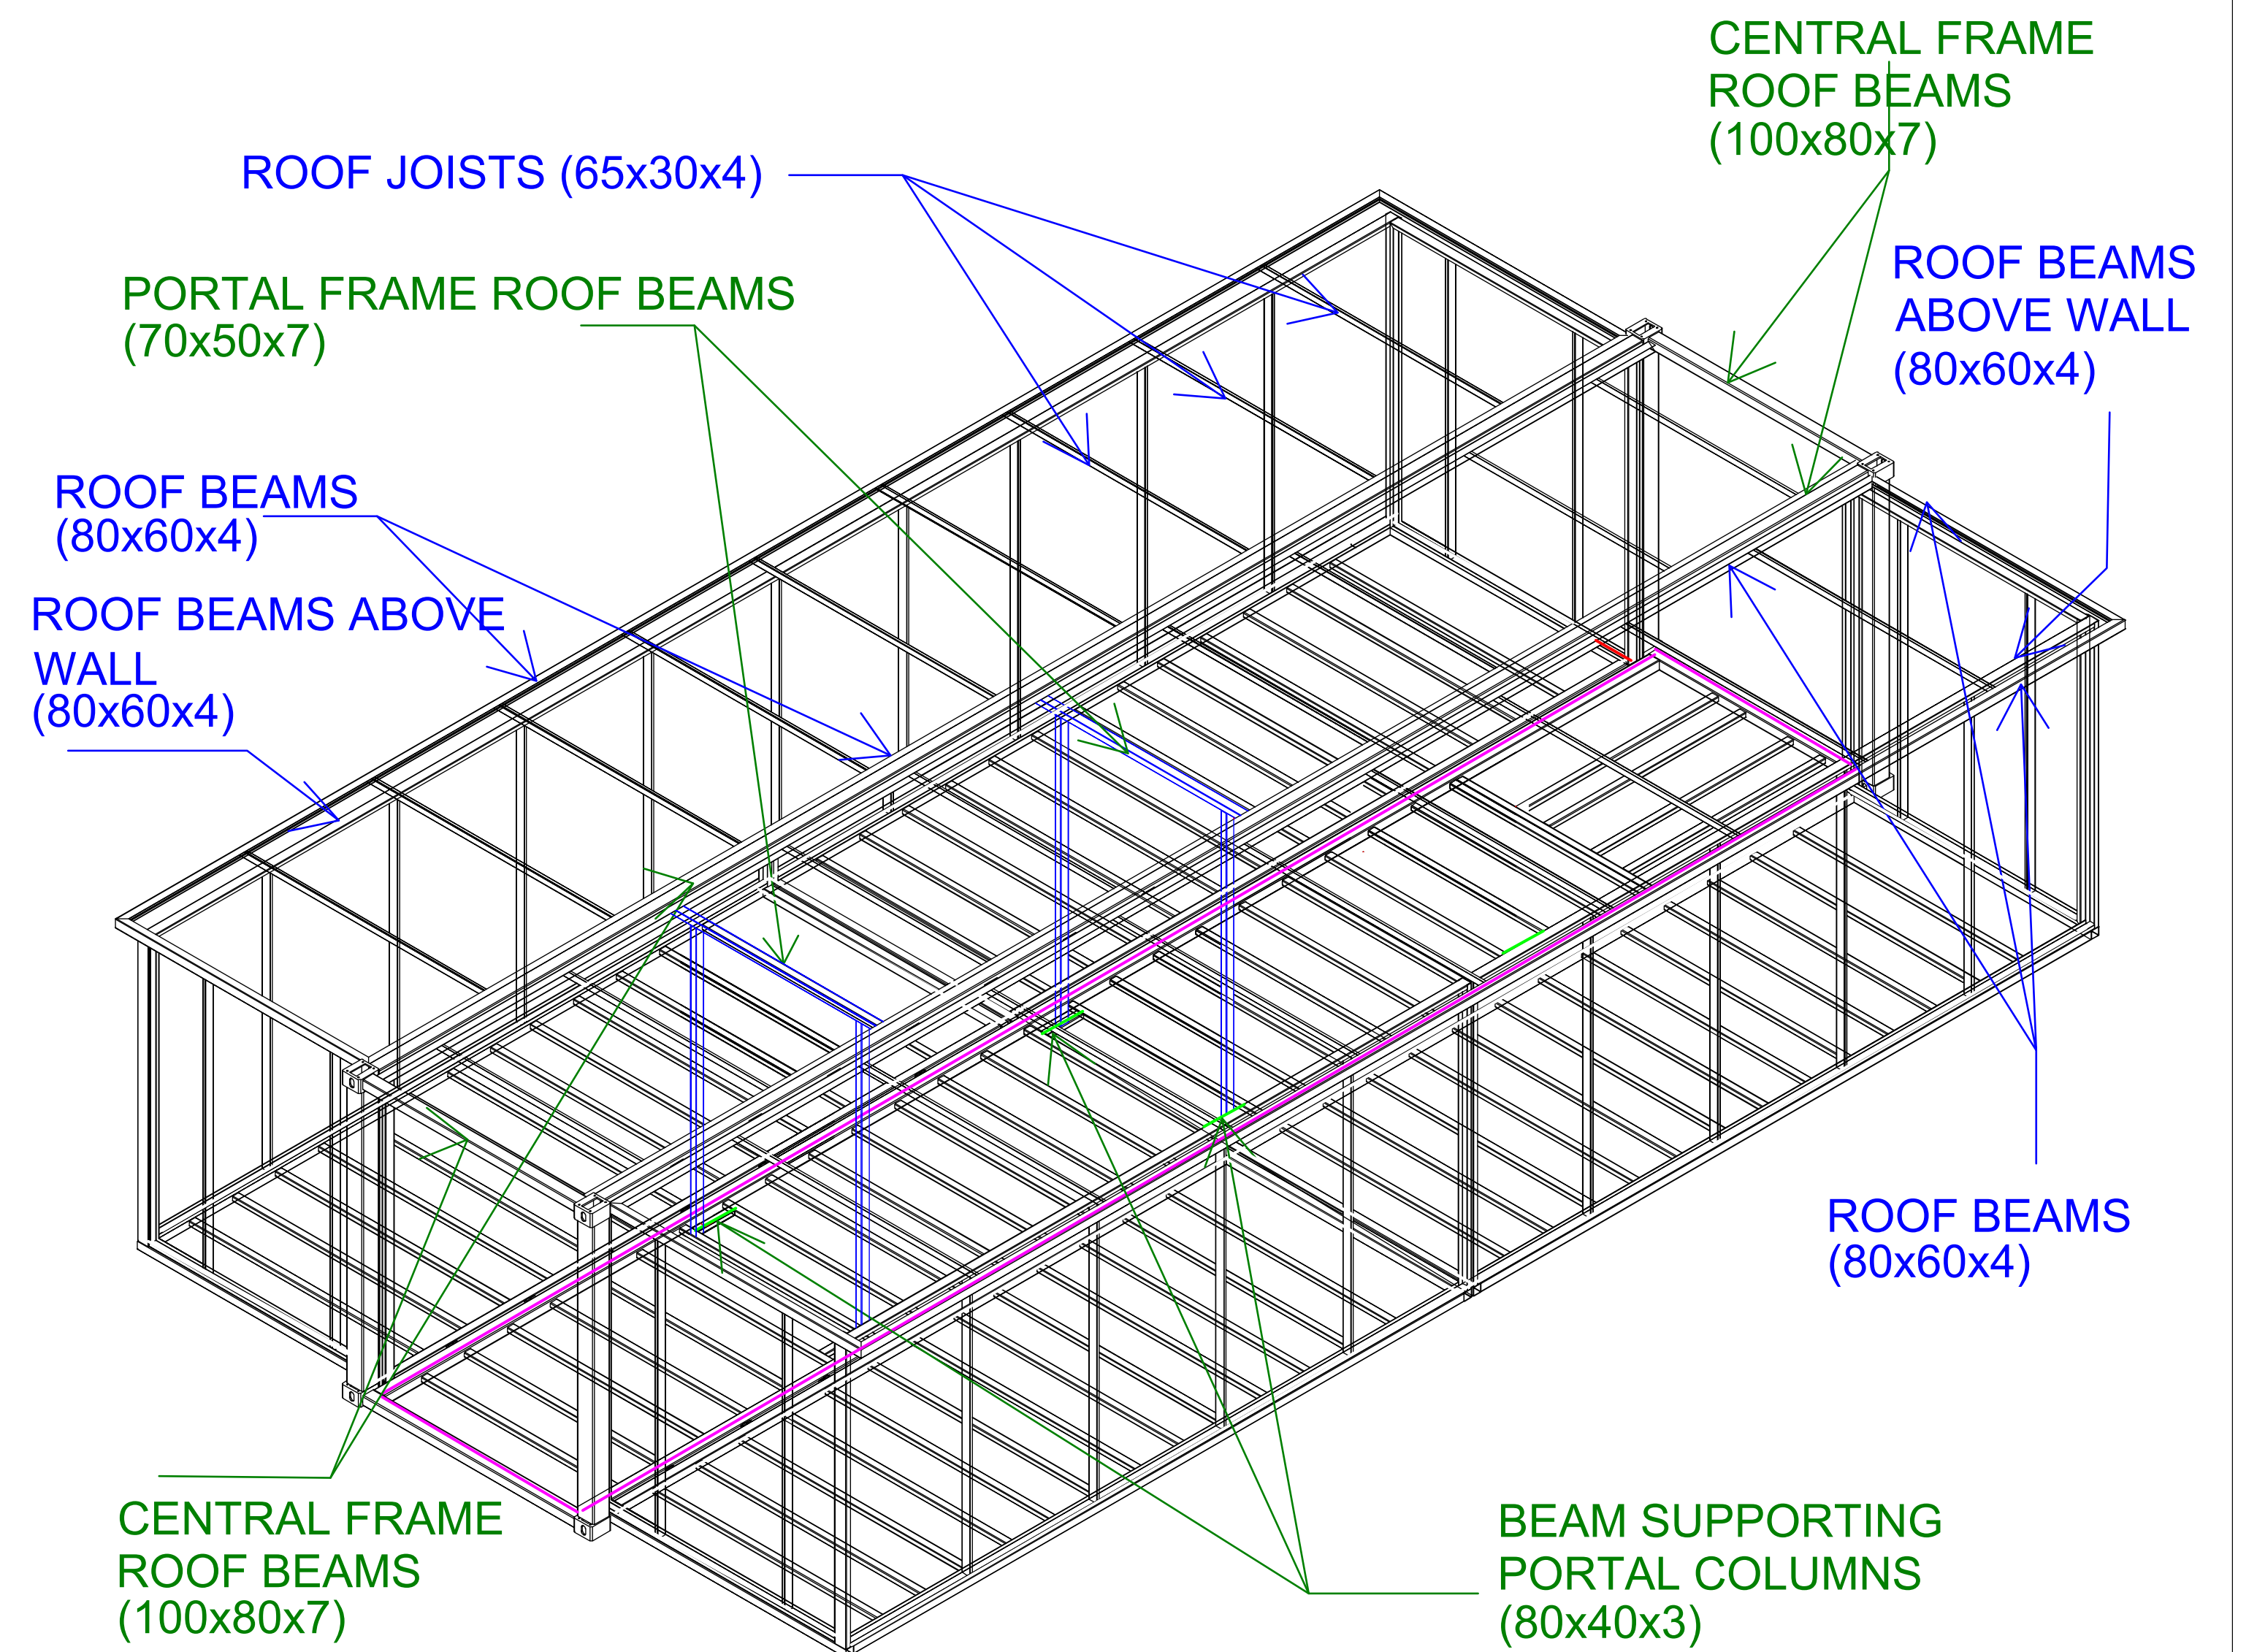 CENTRAL FRAME
ROOF BEAMS
(100x80x7)
ROOF JOISTS (65x30x4)
ROOF BEAMS
ABOVE WALL
(80x60x4)
PORTAL FRAME ROOF BEAMS
(70x50x7)
ROOF BEAMS
(80x60x4)
ROOF BEAMS ABOVE
WALL
(80x60x4)
ROOF BEAMS
(80x60x4)
CENTRAL FRAME
ROOF BEAMS
(100x80x7)
BEAM SUPPORTING
PORTAL COLUMNS
(80x40x3)